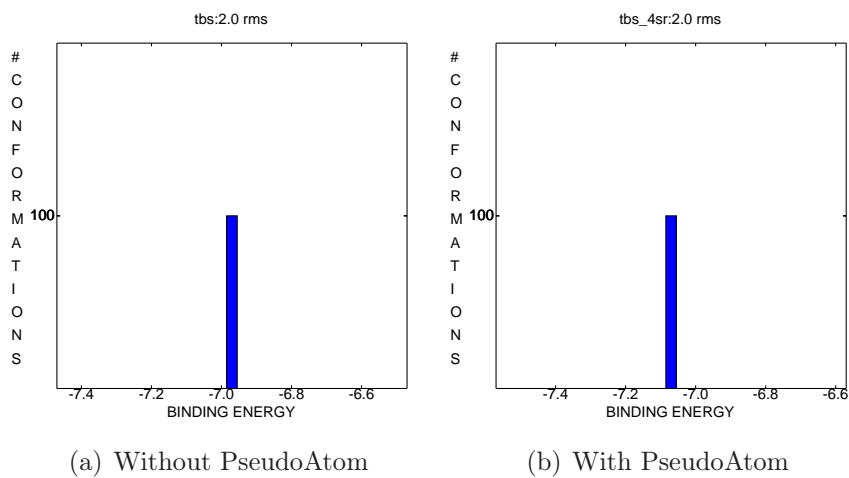 tbs:2.0 rms
# CONFORMATIONS
100
-7.4 -7.2 -7.0 -6.8 -6.6
BINDING ENERGY
(a) Without PseudoAtom
tbs_4sr:2.0 rms
# CONFORMATIONS
100
-7.4 -7.2 -7.0 -6.8 -6.6
BINDING ENERGY
(b) With PseudoAtom